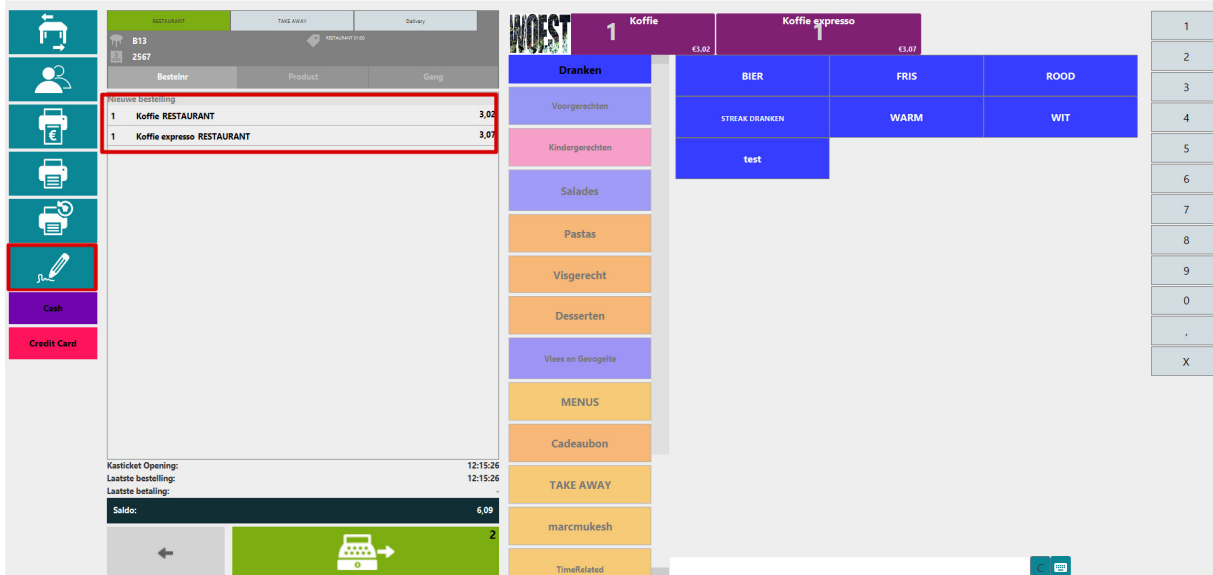 RESTAURANT
TAKE AWAY
Delivery
B13
RESTAURANT 01:00
3
2567
Bestelnr
Product
Gang
Nieuwe bestelling
1 Koffie RESTAURANT 3,02
1 Koffie expresso RESTAURANT 3,07
Kasticket Opening: 12:15:26
Laatste bestelling: 12:15:26
Laatste betaling: -
Saldo: 6,09
2
Cash
Credit Card
WOEST
1 Koffie
€3,02
1 Koffie expresso
€3,07
Dranken
Voorgerechten
Kindergerechten
Salades
Pastas
Visgerecht
Desserten
Vlees en Gevogelte
MENUS
Cadeaubon
TAKE AWAY
marcmukesh
TimeRelated
BIER
FRIS
ROOD
STREAK DRANKEN
WARM
WIT
test
C
1
2
3
4
5
6
7
8
9
0
,
X